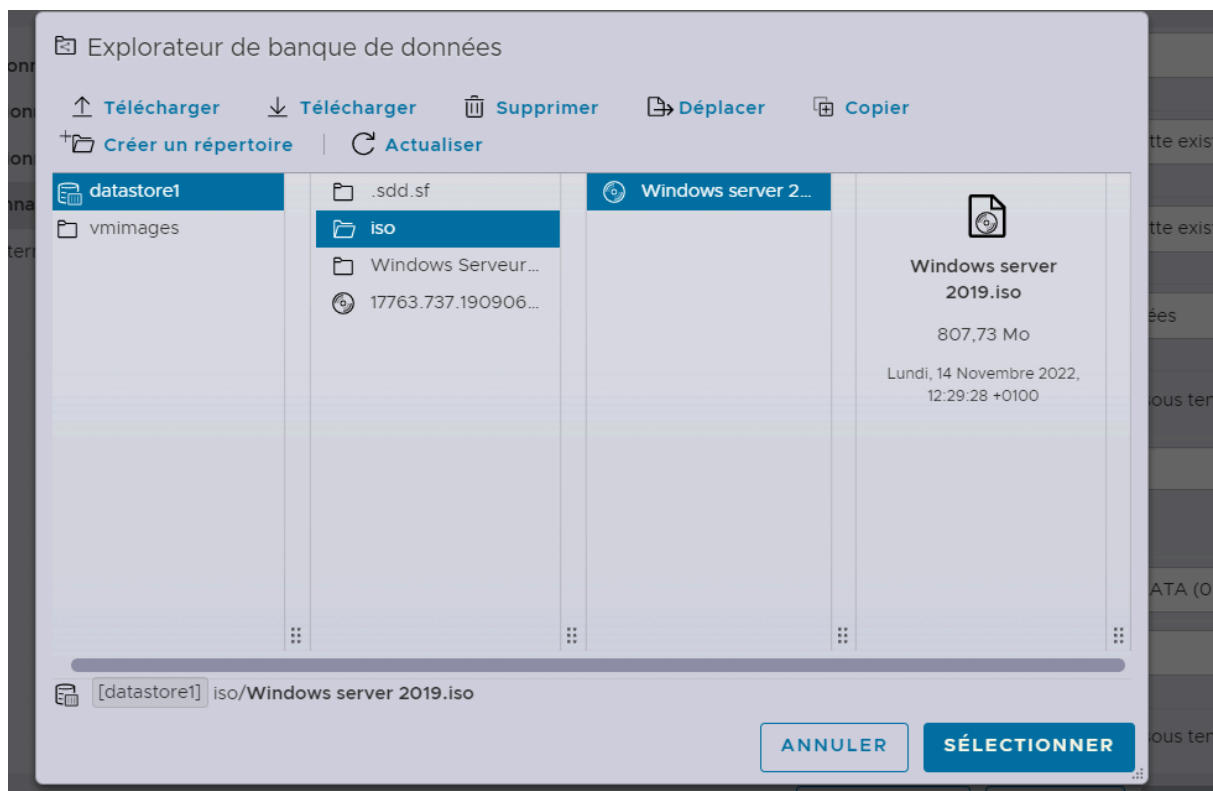 Explorateur de banque de données
Télécharger Télécharger Supprimer Déplacer Copier
Créer un répertoire Actualiser
datastore1
vmimages
.sdd.sf
iso
Windows Serveur...
17763.737.190906...
Windows server 2...
Windows server
2019.iso
807,73 Mo
Lundi, 14 Novembre 2022,
12:29:28 +0100
[datastore1] iso/Windows server 2019.iso
ANNULER SÉLECTIONNER